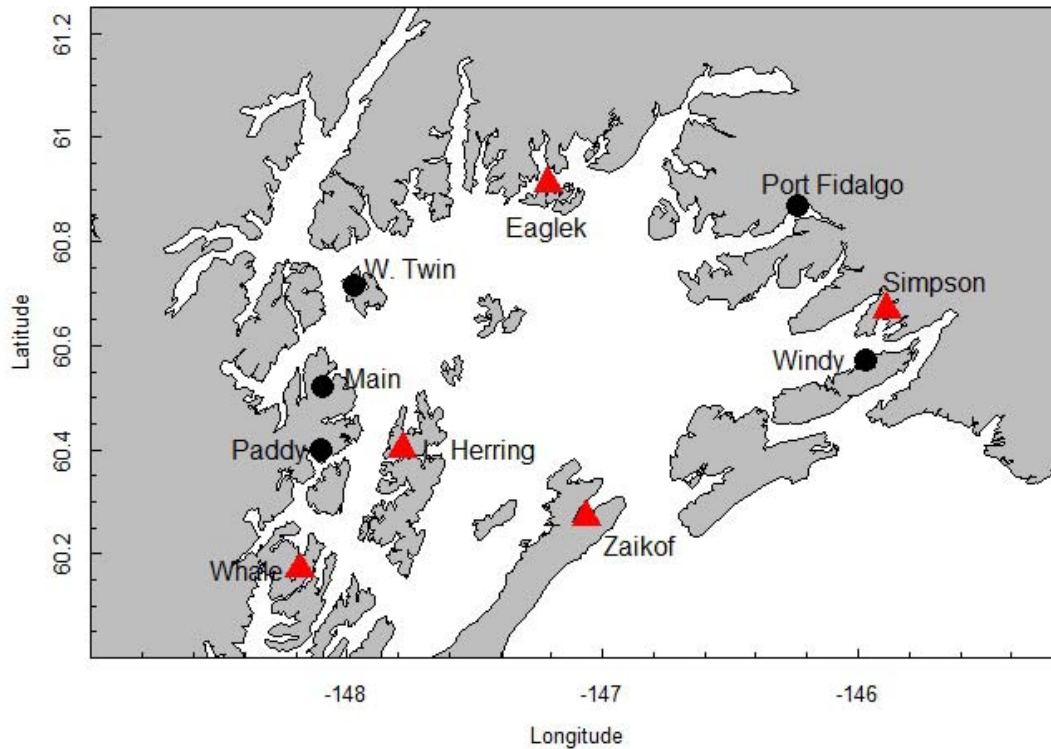 61.2
61
60.8
60.6
60.4
60.2
Latitude
Port Fidalgo
Eaglek
W. Twin
Simpson
Windy
Main
Paddy
Herring
Zaikof
Whale
-148
-147
-146
Longitude